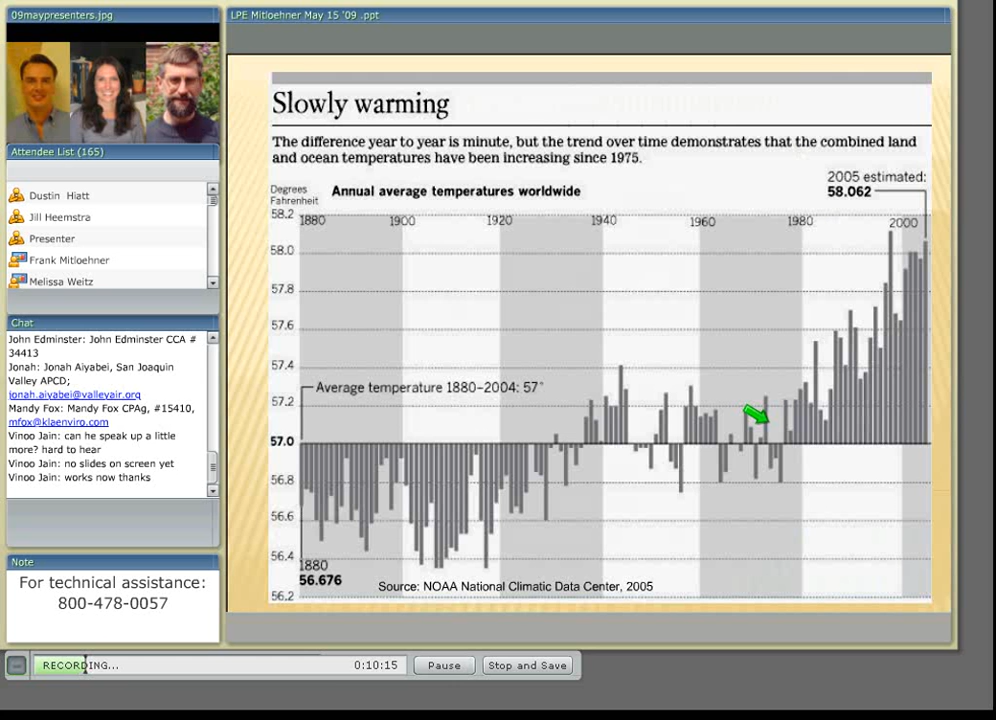 09maypresenters.jpg
Attendee List (165)
Dustin Hiatt
Jill Heemstra
Presenter
Frank Mitloehner
Melissa Weitz
Chat
John Edminster: John Edminster CCA #
34413
Jonah: Jonah Aiyabei, San Joaquin
Valley APCD;
jonah.aiyabei@valleyair.org
Mandy Fox: Mandy Fox CPAg, #15410,
mfox@klaenviro.com
Vinoo Jain: can he speak up a little
more? hard to hear
Vinoo Jain: no slides on screen yet
Vinoo Jain: works now thanks
Note
For technical assistance:
800-478-0057
LPE Mitloehner May 15 '09 .ppt
Slowly warming
The difference year to year is minute, but the trend over time demonstrates that the combined land
and ocean temperatures have been increasing since 1975.
2005 estimated:
58.062
Degrees
Fahrenheit
Annual average temperatures worldwide
58.2
1880 1900 1920 1940 1960 1980 2000
58.0
57.8
57.6
57.4
Average temperature 1880–2004: 57°
57.2
57.0
56.8
56.6
56.4
1880
56.676
Source: NOAA National Climatic Data Center, 2005
56.2
RECORDING... 0:10:15 Pause Stop and Save